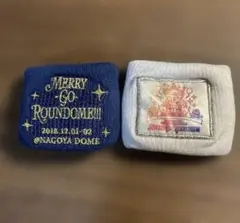 MERRY
-GO-
ROUNDOME!!!
2018.12.01-02
@NAGOYA DOME